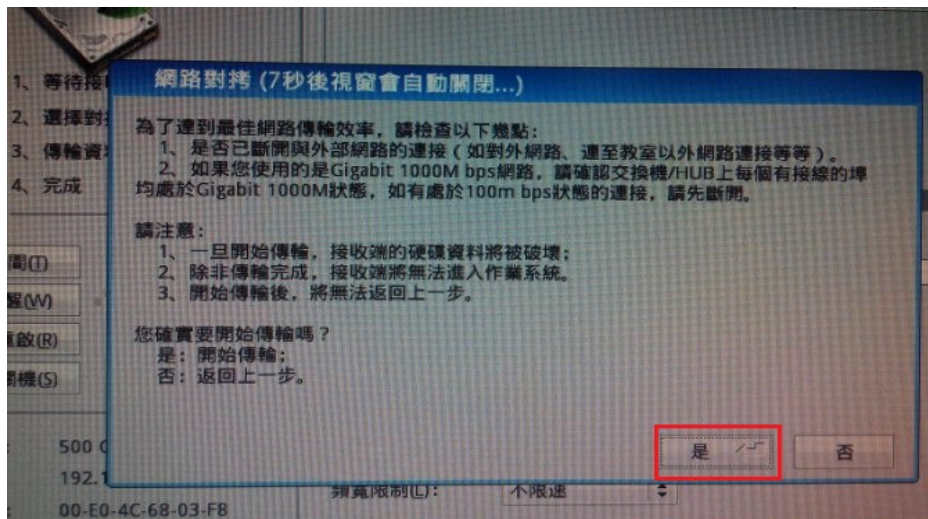 網路對拷 (7秒後視窗會自動關閉...)
1、 等待接
2、 選擇對
3、 傳輸資
4、 完成
為了達到最佳網路傳輸效率，請檢查以下幾點：
1、 是否已斷開與外部網路的連接（如對外網路、連至教室以外網路連接等等）。
2、 如果您使用的是Gigabit 1000M bps網路，請確認交換機/HUB上每個有接線的埠
均處於Gigabit 1000M狀態，如有處於100m bps狀態的連接，請先斷開。
請注意：
1、 一旦開始傳輸，接收端的硬碟資料將被破壞；
2、 除非傳輸完成，接收端將無法進入作業系統。
3、 開始傳輸後，將無法返回上一步。
您確實要開始傳輸嗎？
是：開始傳輸；
否：返回上一步。
是
否
間(T)
醒(W)
啟(R)
關機(S)
500 G
192.1
頻寬限制(L)：
不限速
00-E0-4C-68-03-F8